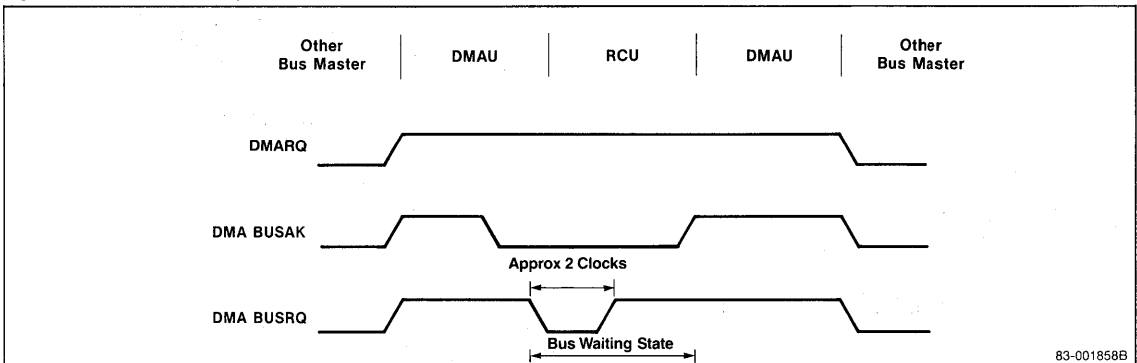 Other
Bus Master
DMAU
RCU
DMAU
Other
Bus Master
DMARQ
DMA BUSAK
Approx 2 Clocks
DMA BUSRQ
Bus Waiting State
83-001858B